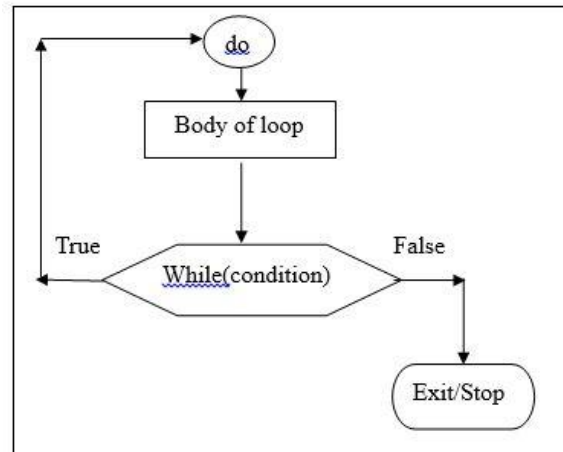 do
Body of loop
True
False
While(condition)
Exit/Stop